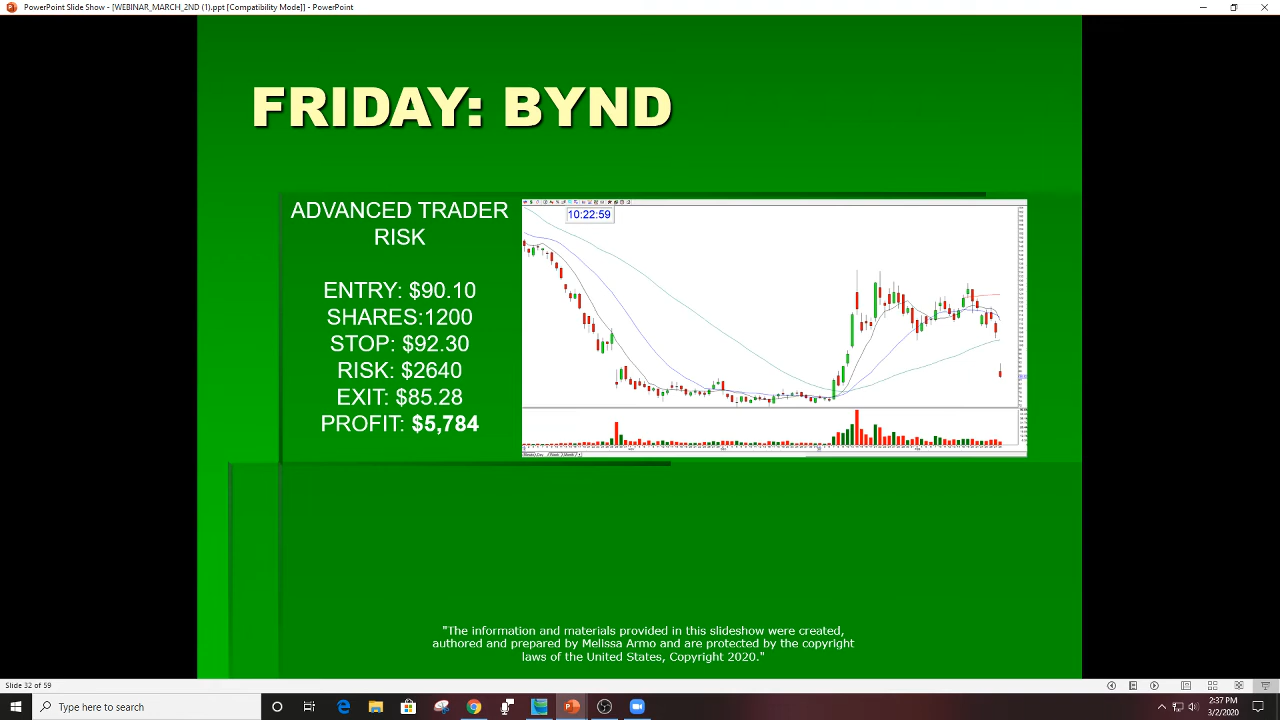 PowerPoint Slide Show - [WEBINAR_MARCH_2ND (1).ppt [Compatibility Mode]] - PowerPoint
FRIDAY: BYND
ADVANCED TRADER
RISK
ENTRY: $90.10
SHARES:1200
STOP: $92.30
RISK: $2640
EXIT: $85.28
PROFIT: $5,784
10:22:59
"The information and materials provided in this slideshow were created,
authored and prepared by Melissa Armo and are protected by the copyright
laws of the United States, Copyright 2020."
Slide 32 of 59
Type here to search
2:37 PM
3/2/2020